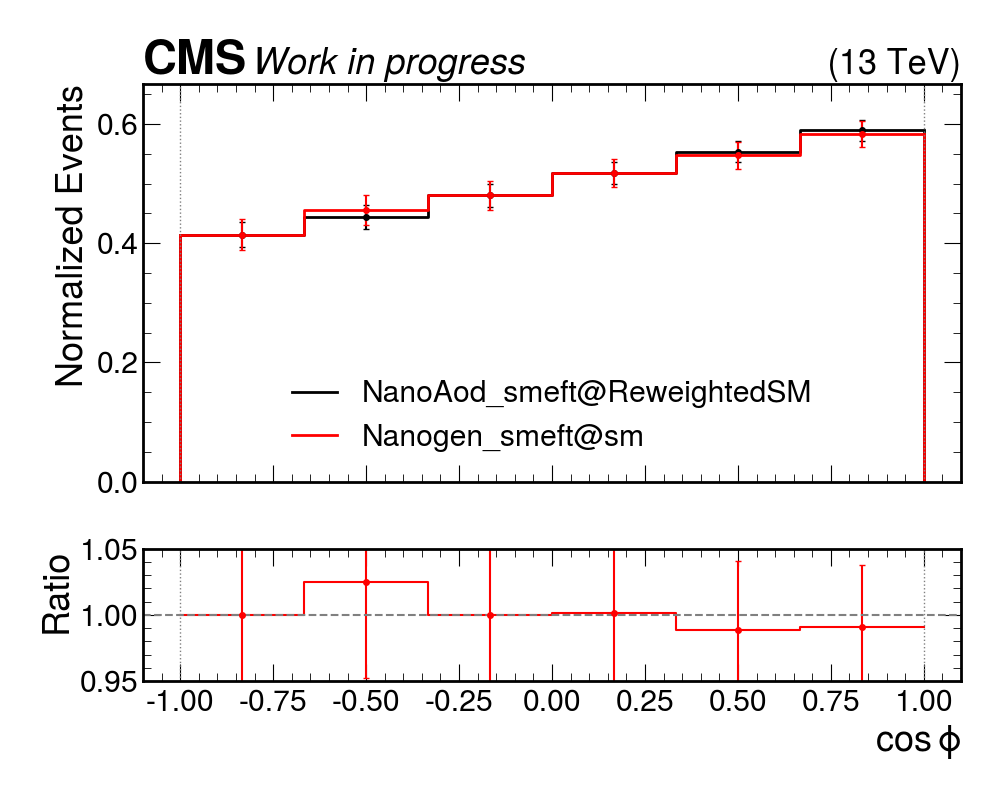 CMS Work in progress (13 TeV)
Normalized Events
0.6
0.4
0.2
0.0
NanoAod_smeft@ReweightedSM
Nanogen_smeft@sm
Ratio
1.05
1.00
0.95
-1.00 -0.75 -0.50 -0.25 0.00 0.25 0.50 0.75 1.00
cos ϕ